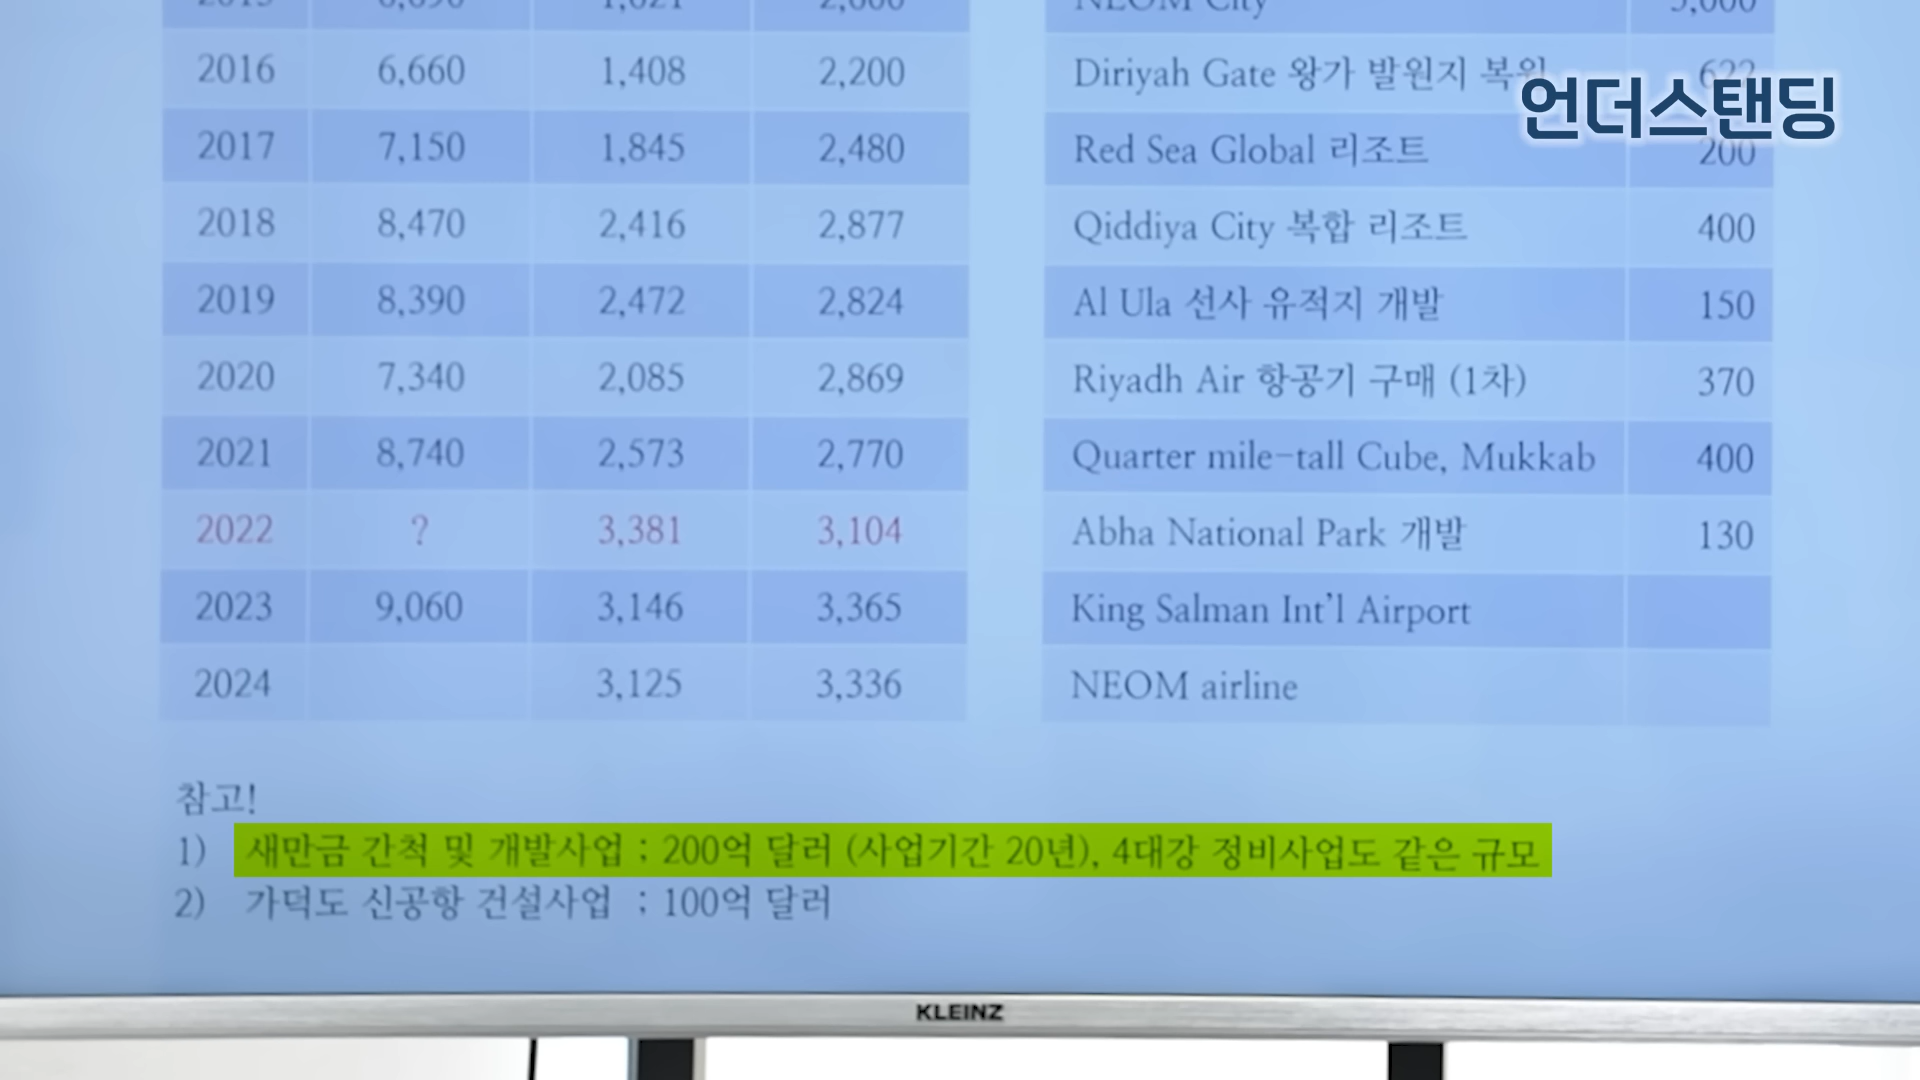 언더스탠딩
NEOM City
2016 6,660 1,408 2,200
2017 7,150 1,845 2,480
2018 8,470 2,416 2,877
2019 8,390 2,472 2,824
2020 7,340 2,085 2,869
2021 8,740 2,573 2,770
2022 ? 3,381 3,104
2023 9,060 3,146 3,365
2024 3,125 3,336
Diriyah Gate 왕가 발원지 복원
Red Sea Global 리조트 200
Qiddiya City 복합 리조트 400
Al Ula 선사 유적지 개발 150
Riyadh Air 항공기 구매 (1차) 370
Quarter mile-tall Cube, Mukkab 400
Abha National Park 개발 130
King Salman Int'l Airport
NEOM airline
참고!
1) 새만금 간척 및 개발사업 ; 200억 달러 (사업기간 20년), 4대강 정비사업도 같은 규모
2) 가덕도 신공항 건설사업 ; 100억 달러
KLEINZ